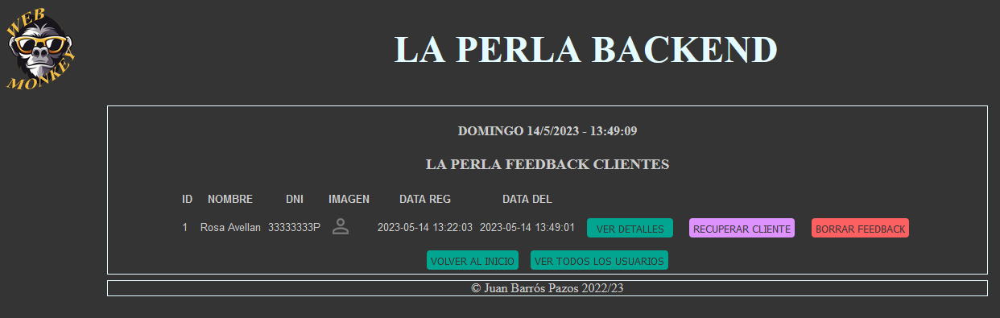 WEB
MONKEY
LA PERLA BACKEND
DOMINGO 14/5/2023 - 13:49:09
LA PERLA FEEDBACK CLIENTES
ID NOMBRE DNI IMAGEN DATA REG DATA DEL
1 Rosa Avellan 33333333P 2023-05-14 13:22:03 2023-05-14 13:49:01 VER DETALLES RECUPERAR CLIENTE BORRAR FEEDBACK
VOLVER AL INICIO VER TODOS LOS USUARIOS
© Juan Barrós Pazos 2022/23